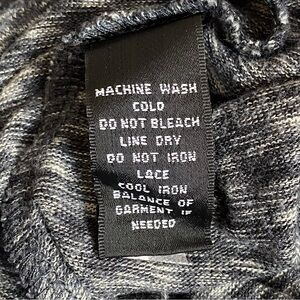 MACHINE WASH
COLD
DO NOT BLEACH
LINE DRY
DO NOT IRON
LACE
COOL IRON
BALANCE OF
GARMENT IF
NEEDED